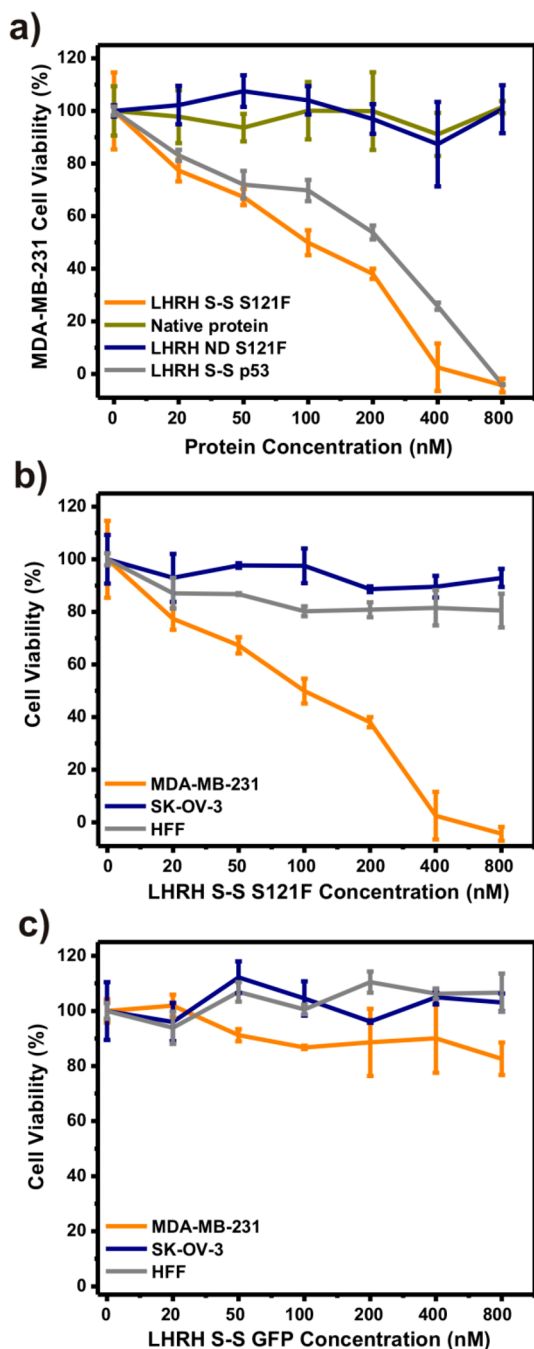 a)
120
100
80
60
40
20
0
MDA-MB-231 Cell Viability (%)
LHRH S-S S121F
Native protein
LHRH ND S121F
LHRH S-S p53
0 20 50 100 200 400 800
Protein Concentration (nM)
b)
120
100
80
60
40
20
0
Cell Viability (%)
MDA-MB-231
SK-OV-3
HFF
0 20 50 100 200 400 800
LHRH S-S S121F Concentration (nM)
c)
120
100
80
60
40
20
0
Cell Viability (%)
MDA-MB-231
SK-OV-3
HFF
0 20 50 100 200 400 800
LHRH S-S GFP Concentration (nM)